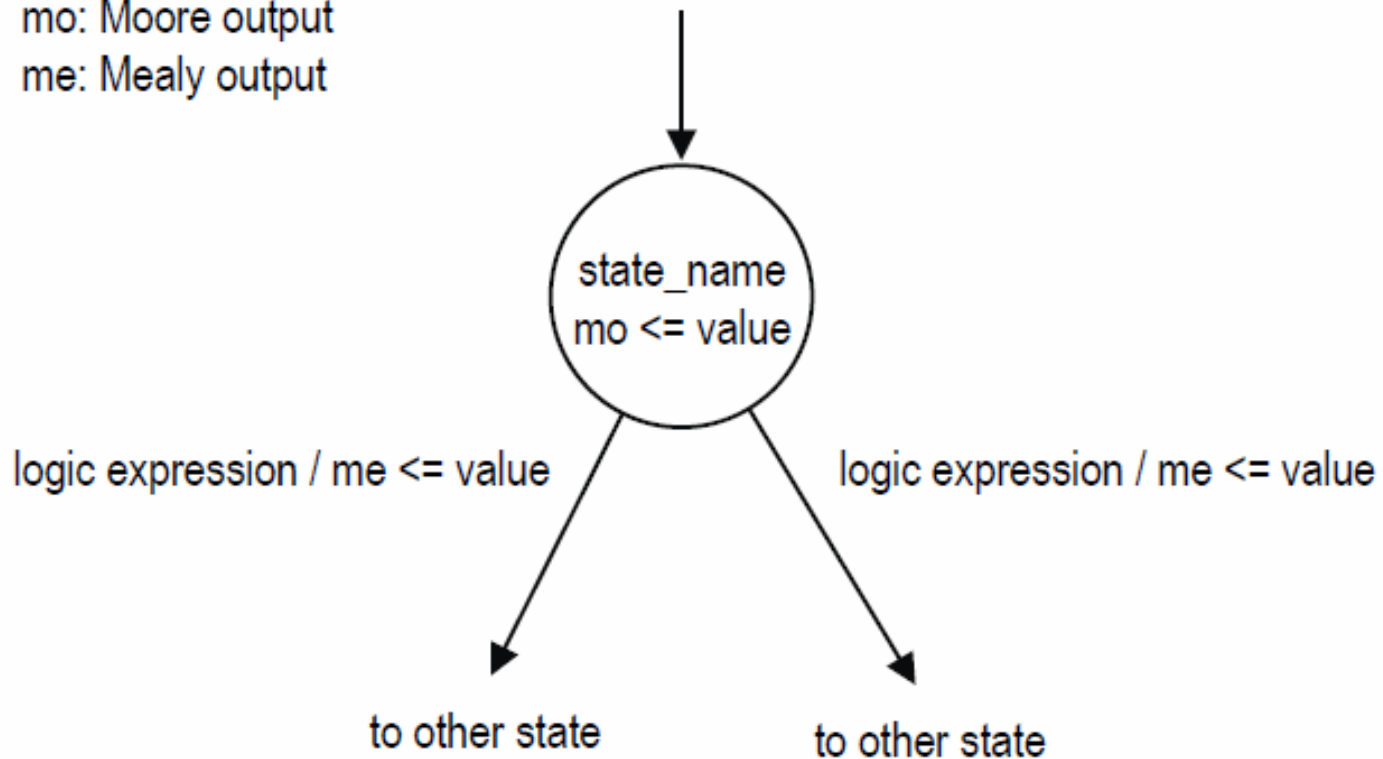 mo: Moore output
me: Mealy output
state_name
mo <= value
logic expression / me <= value
logic expression / me <= value
to other state
to other state